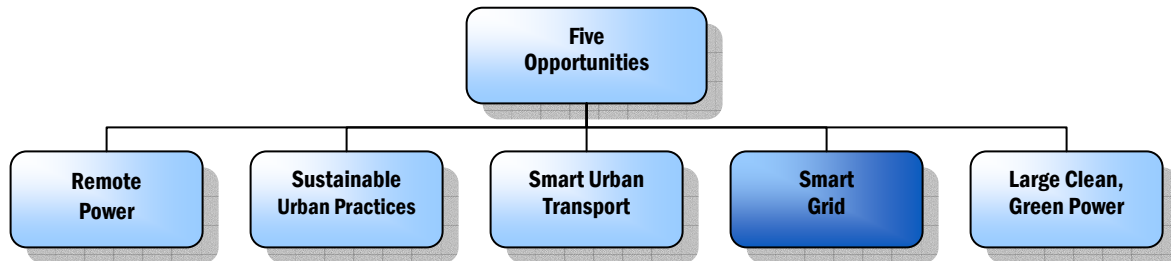 Five
Opportunities
Remote
Power
Sustainable
Urban Practices
Smart Urban
Transport
Smart
Grid
Large Clean,
Green Power